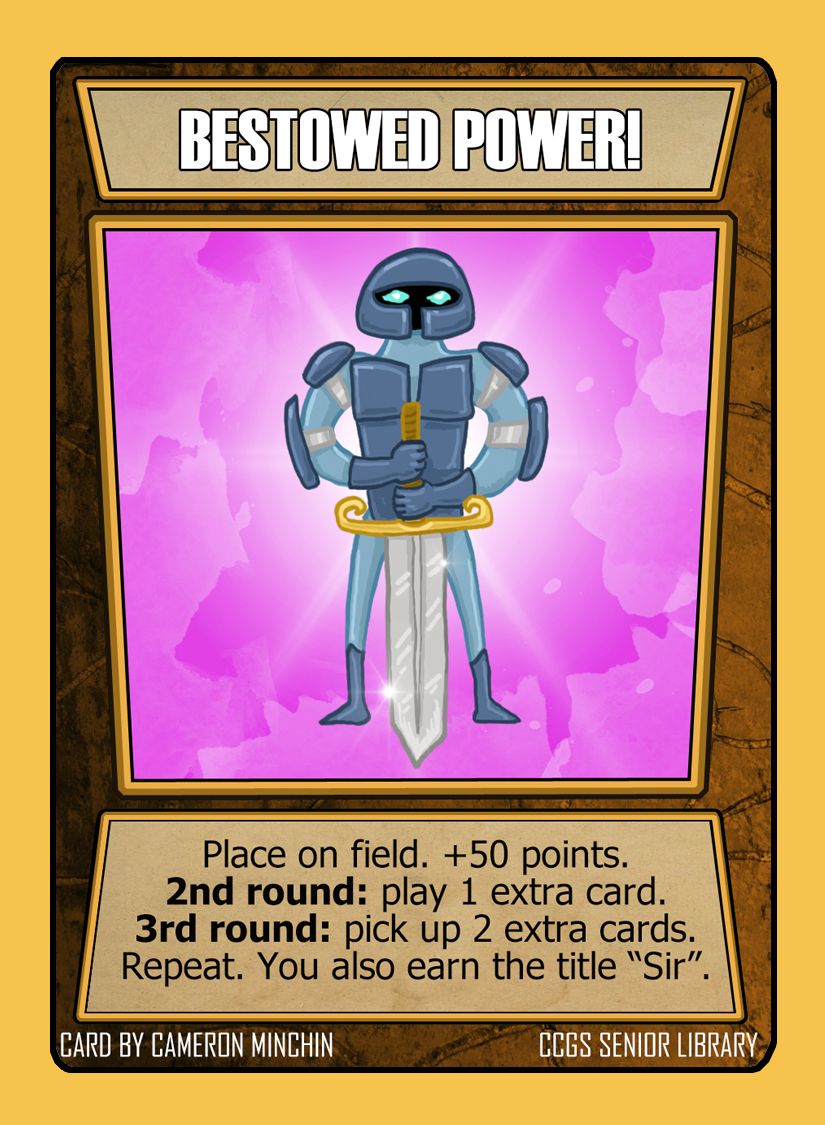 BESTOWED POWER!
Place on field. +50 points.
2nd round: play 1 extra card.
3rd round: pick up 2 extra cards.
Repeat. You also earn the title “Sir”.
CARD BY CAMERON MINCHIN
CCGS SENIOR LIBRARY